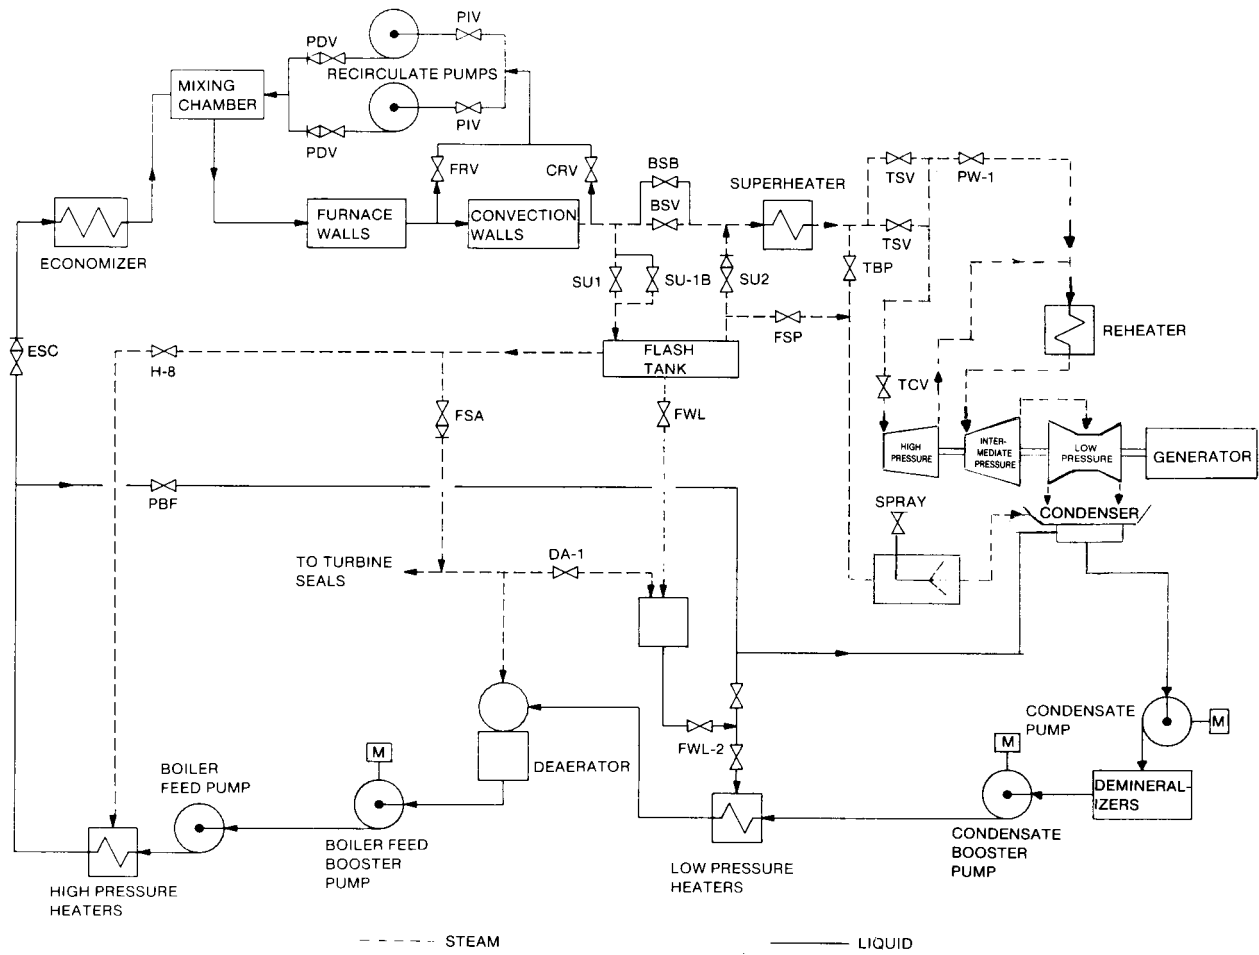 PIV
PDV
RECIRCULATE PUMPS
MIXING
CHAMBER
PIV
PDV
FRV
CRV
BSB
BSV
SUPERHEATER
TSV
PW-1
TSV
FURNACE
WALLS
CONVECTION
WALLS
ECONOMIZER
TBP
SU1
SU-1B
SU2
FSP
REHEATER
ESC
H-8
FLASH
TANK
TCV
FSA
FWL
HIGH
PRESSURE
INTER-
MEDIATE
PRESSURE
LOW
PRESSURE
GENERATOR
PBF
SPRAY
CONDENSER
TO TURBINE
SEALS
DA-1
CONDENSATE
PUMP
M
FWL-2
M
M
DEAERATOR
BOILER
FEED PUMP
DEMINERAL-
IZERS
BOILER FEED
BOOSTER
PUMP
CONDENSATE
BOOSTER
PUMP
LOW PRESSURE
HEATERS
HIGH PRESSURE
HEATERS
STEAM
LIQUID